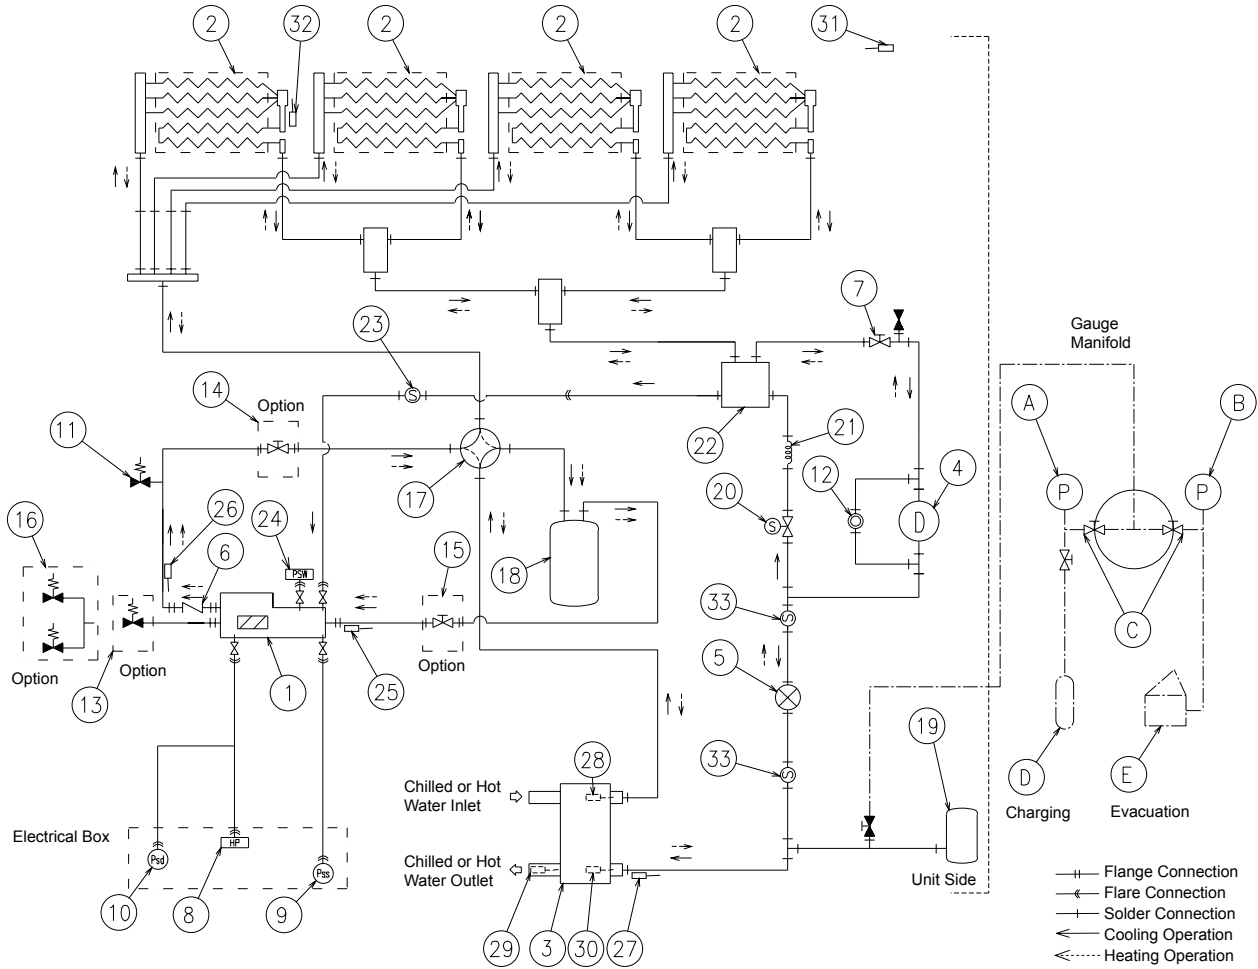 2
32
2
2
2
31
7
Gauge
Manifold
23
14
Option
A
B
S
11
22
21
P
P
17
20
12
4
16
26
24
15
S
D
6
PSW
18
33
S
C
Option
13
Option
1
25
Option
5
19
28
33
S
D
E
Chilled or Hot
Water Inlet
Charging
Evacuation
Electrical Box
HP
Psd
Pss
Chilled or Hot
Water Outlet
Unit Side
10
8
9
29
3
30
27
Flange Connection
Flare Connection
Solder Connection
Cooling Operation
Heating Operation